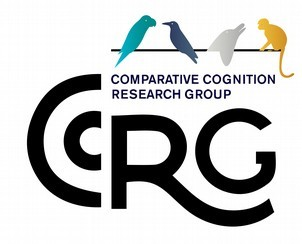 COMPARATIVE COGNITION
RESEARCH GROUP
CCRG